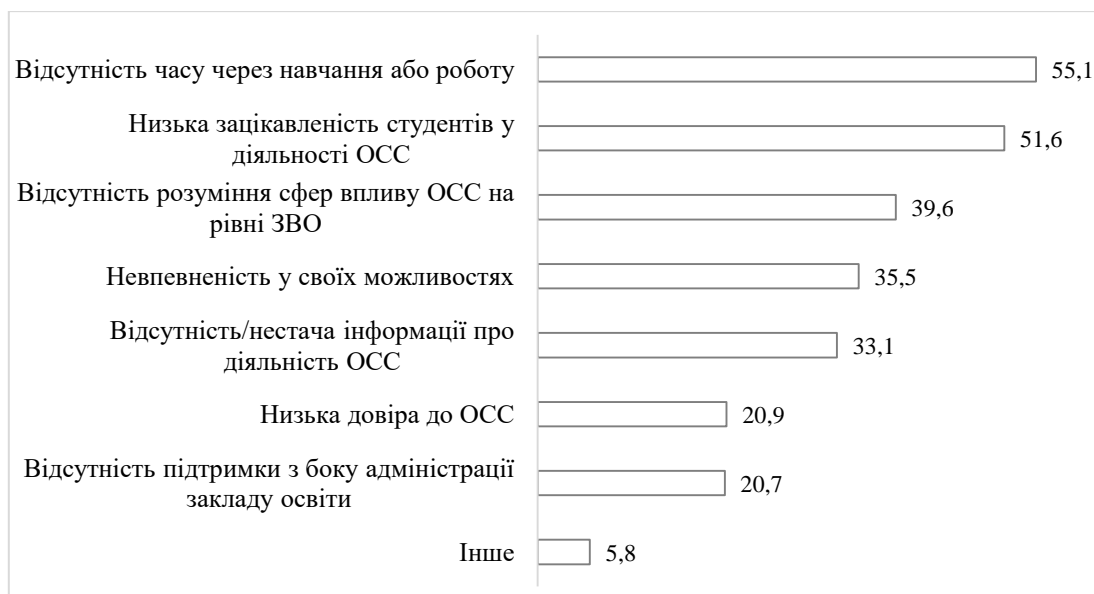 Відсутність часу через навчання або роботу
55,1
Низька зацікавленість студентів у
діяльності ОСС
51,6
Відсутність розуміння сфер впливу ОСС на
рівні ЗВО
39,6
Невпевненість у своїх можливостях
35,5
Відсутність/нестача інформації про
діяльність ОСС
33,1
Низька довіра до ОСС
20,9
Відсутність підтримки з боку адміністрації
закладу освіти
20,7
Інше
5,8